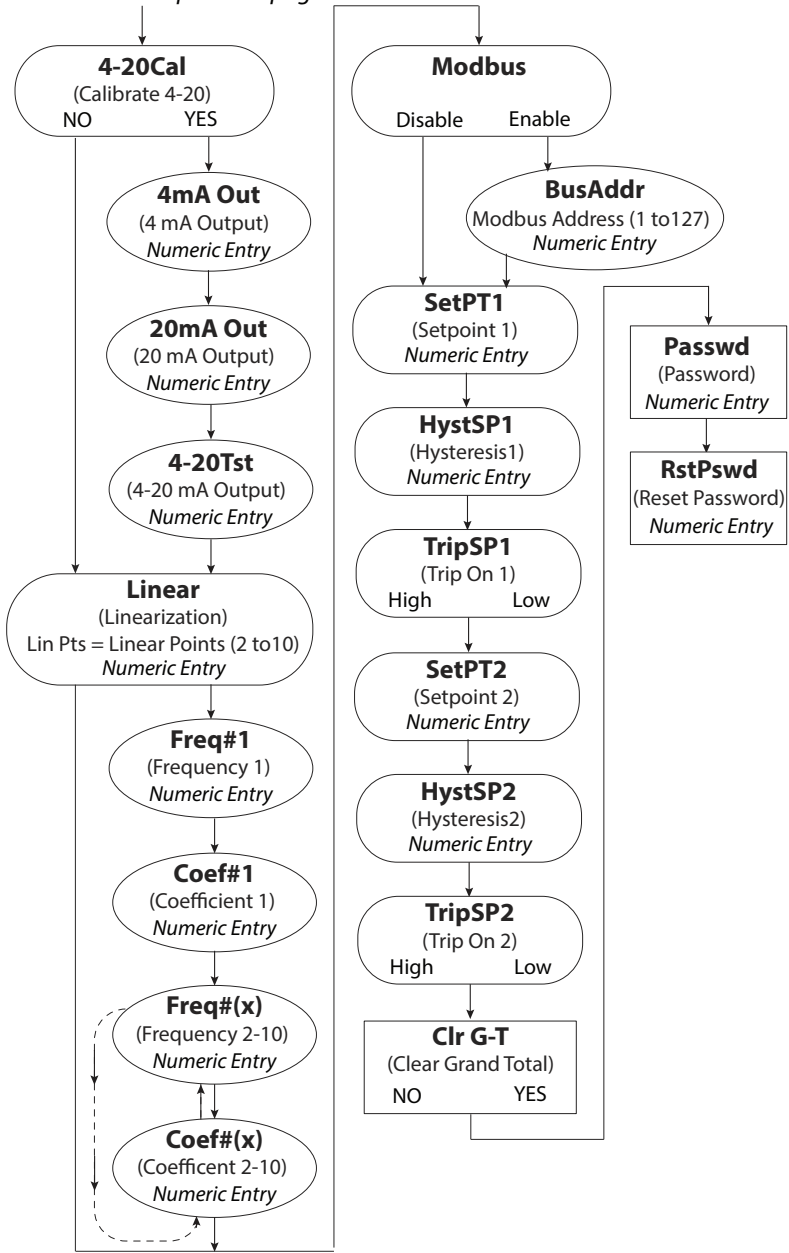 4-20Cal
(Calibrate 4-20)
NO YES
4mA Out
(4 mA Output)
Numeric Entry
20mA Out
(20 mA Output)
Numeric Entry
4-20Tst
(4-20 mA Output)
Numeric Entry
Linear
(Linearization)
Lin Pts = Linear Points (2 to10)
Numeric Entry
Freq#1
(Frequency 1)
Numeric Entry
Coef#1
(Coefficient 1)
Numeric Entry
Freq#(x)
(Frequency 2-10)
Numeric Entry
Coef#(x)
(Coefficent 2-10)
Numeric Entry
Modbus
Disable Enable
BusAddr
Modbus Address (1 to127)
Numeric Entry
SetPT1
(Setpoint 1)
Numeric Entry
HystSP1
(Hysteresis1)
Numeric Entry
TripSP1
(Trip On 1)
High Low
SetPT2
(Setpoint 2)
Numeric Entry
HystSP2
(Hysteresis2)
Numeric Entry
TripSP2
(Trip On 2)
High Low
Clr G-T
(Clear Grand Total)
NO YES
Passwd
(Password)
Numeric Entry
RstPswd
(Reset Password)
Numeric Entry